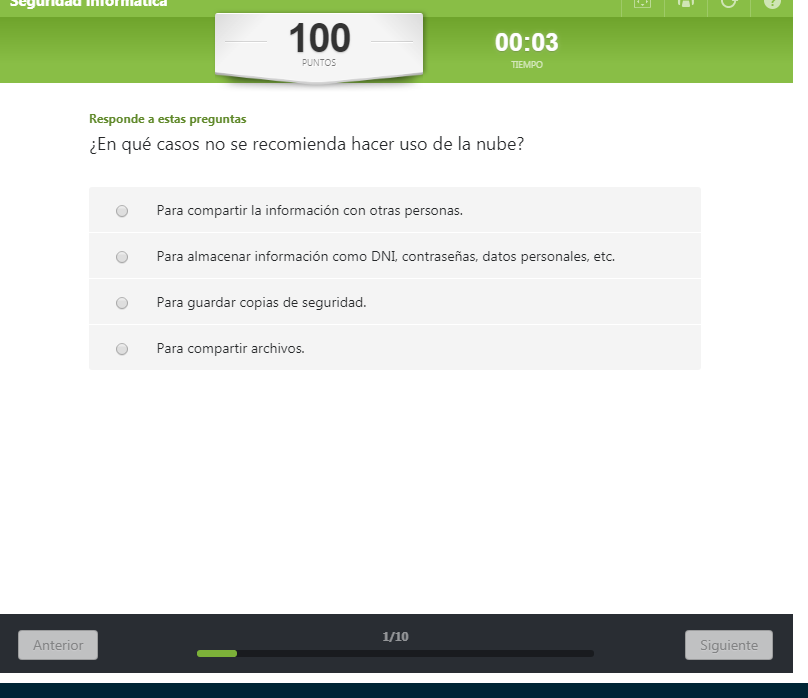 Seguridad Informática
100
PUNTOS
00:03
TIEMPO
Responde a estas preguntas
¿En qué casos no se recomienda hacer uso de la nube?
Para compartir la información con otras personas.
Para almacenar información como DNI, contraseñas, datos personales, etc.
Para guardar copias de seguridad.
Para compartir archivos.
Anterior
1/10
Siguiente